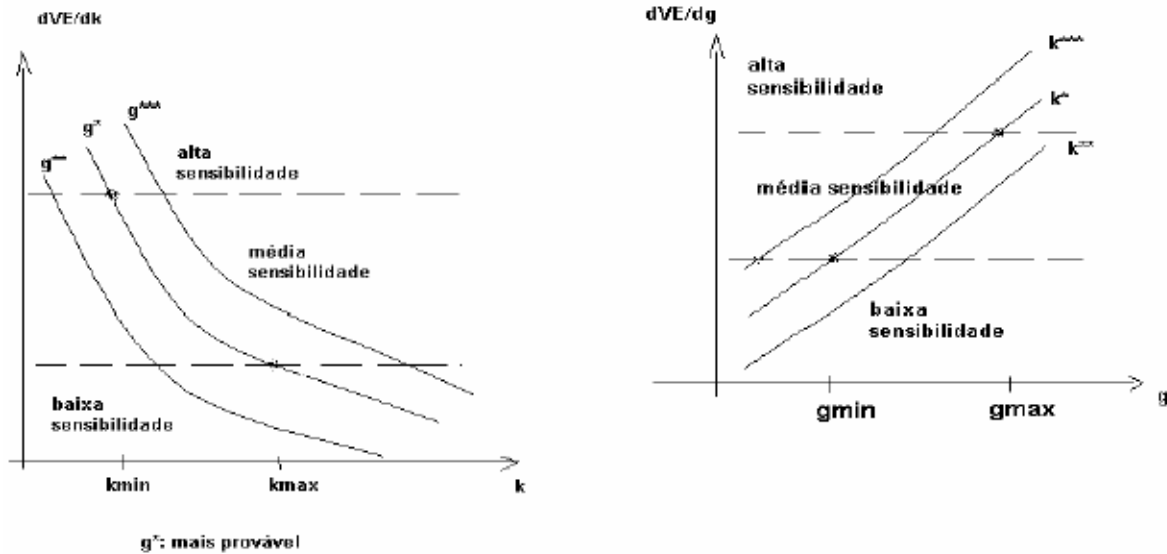 dVE/dk
g***
g*
g**
alta
sensibilidade
média
sensibilidade
baixa
sensibilidade
kmin
kmax
k
g*: mais provável
dVE/dg
k***
alta
sensibilidade
k*
k**
média sensibilidade
baixa
sensibilidade
gmin
gmax
g